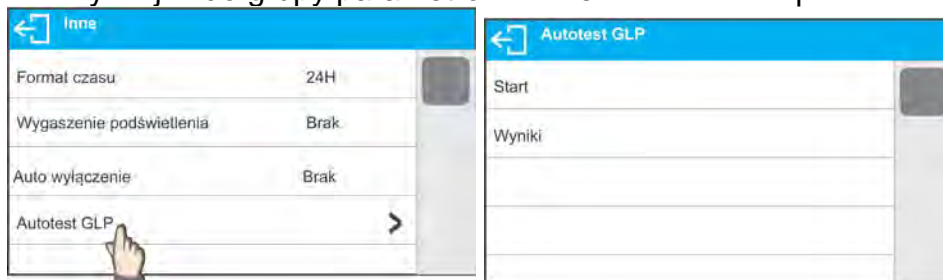 Inne
Format czasu 24H
Wygaszenie podświetlenia Brak
Auto wyłączenie Brak
Autotest GLP >
Autotest GLP
Start
Wyniki